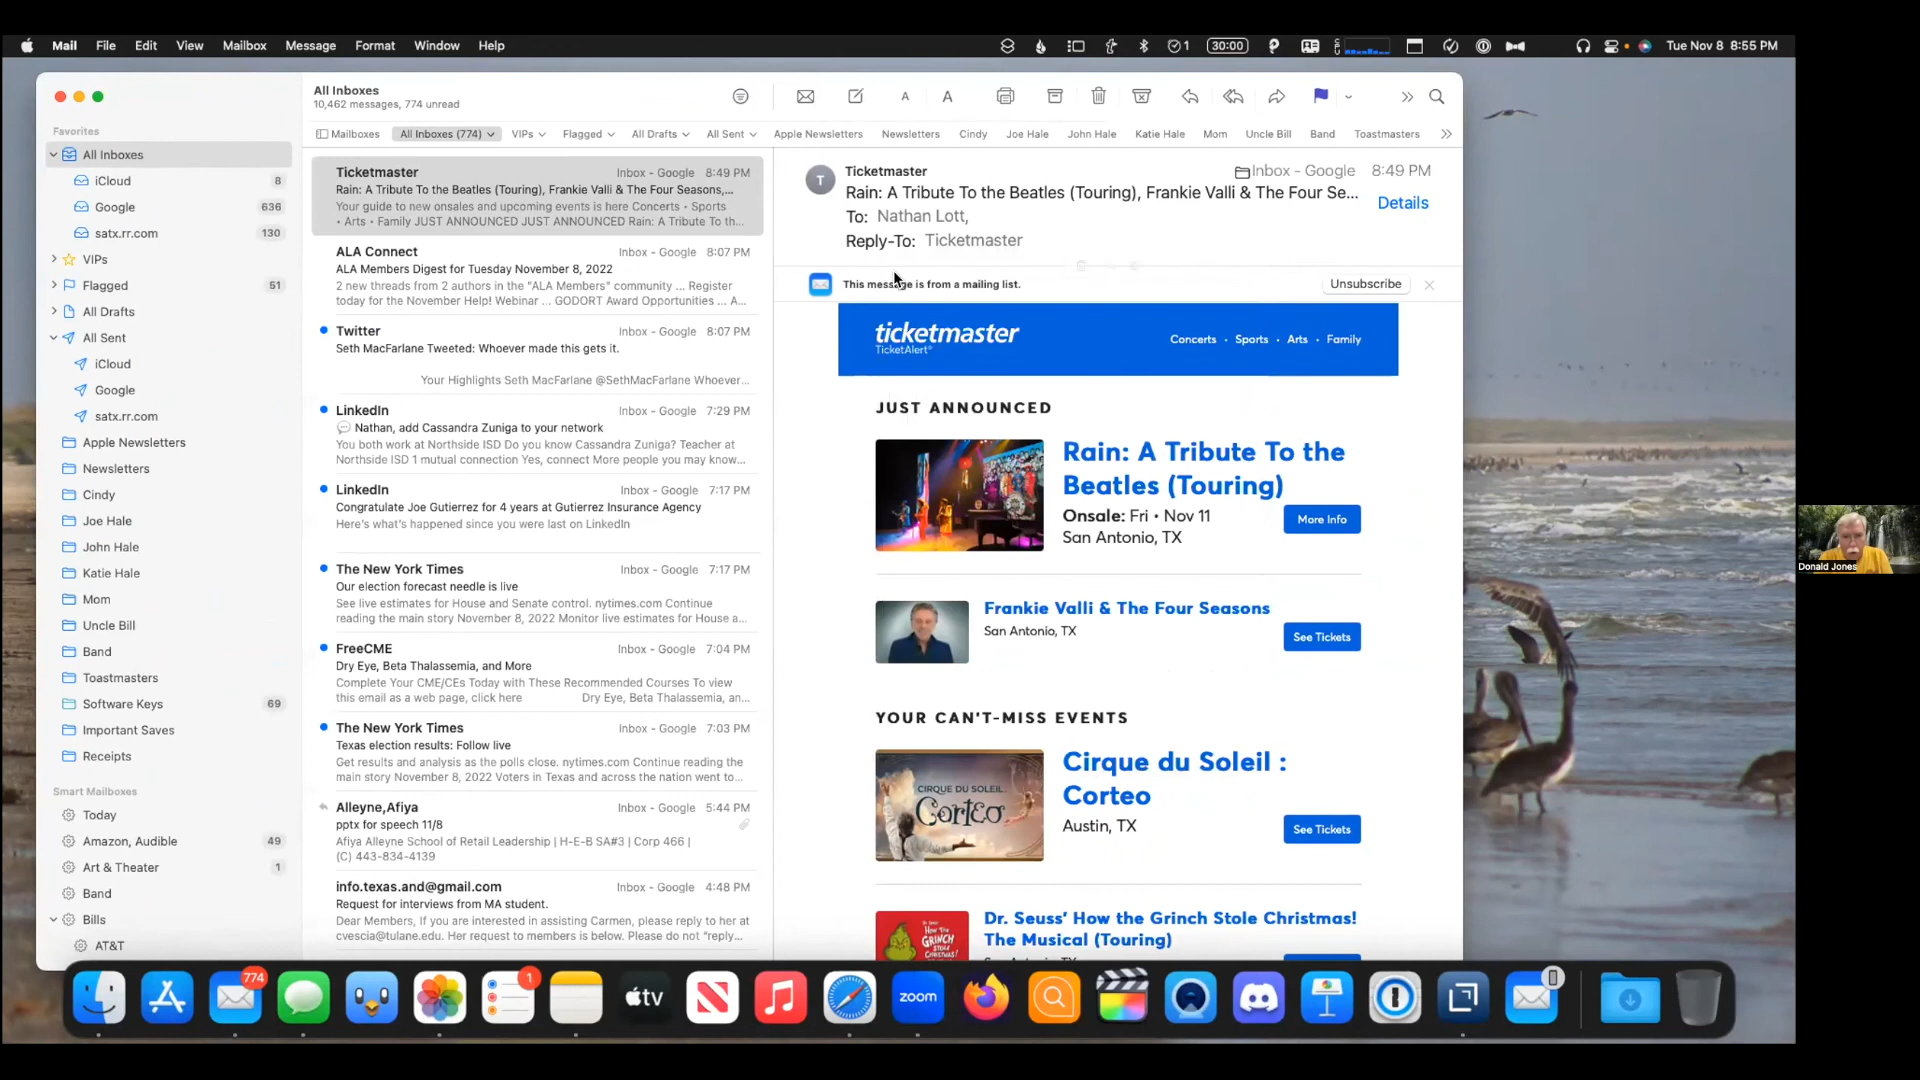 Mail File Edit View Mailbox Message Format Window Help
1 30:00 Tue Nov 8 8:55 PM
Favorites
All Inboxes
iCloud 8
Google 636
satx.rr.com 130
VIPs
Flagged 51
All Drafts
All Sent
iCloud
Google
satx.rr.com
Apple Newsletters
Newsletters
Cindy
Joe Hale
John Hale
Katie Hale
Mom
Uncle Bill
Band
Toastmasters
Software Keys 69
Important Saves
Receipts
Smart Mailboxes
Today
Amazon, Audible 49
Art & Theater 1
Band
Bills
AT&T
All Inboxes
10,462 messages, 774 unread
Mailboxes All Inboxes (774) VIPs Flagged All Drafts All Sent Apple Newsletters Newsletters Cindy Joe Hale John Hale Katie Hale Mom Uncle Bill Band Toastmasters
Ticketmaster Inbox - Google 8:49 PM
Rain: A Tribute To the Beatles (Touring), Frankie Valli & The Four Seasons,...
Your guide to new onsales and upcoming events is here Concerts • Sports
• Arts • Family JUST ANNOUNCED JUST ANNOUNCED Rain: A Tribute To th...
ALA Connect Inbox - Google 8:07 PM
ALA Members Digest for Tuesday November 8, 2022
2 new threads from 2 authors in the "ALA Members" community ... Register
today for the November Help! Webinar ... GODORT Award Opportunities ... A...
Twitter Inbox - Google 8:07 PM
Seth MacFarlane Tweeted: Whoever made this gets it.
Your Highlights Seth MacFarlane @SethMacFarlane Whoever...
LinkedIn Inbox - Google 7:29 PM
Nathan, add Cassandra Zuniga to your network
You both work at Northside ISD Do you know Cassandra Zuniga? Teacher at
Northside ISD 1 mutual connection Yes, connect More people you may know...
LinkedIn Inbox - Google 7:17 PM
Congratulate Joe Gutierrez for 4 years at Gutierrez Insurance Agency
Here's what's happened since you were last on LinkedIn
The New York Times Inbox - Google 7:17 PM
Our election forecast needle is live
See live estimates for House and Senate control. nytimes.com Continue
reading the main story November 8, 2022 Monitor live estimates for House a...
FreeCME Inbox - Google 7:04 PM
Dry Eye, Beta Thalassemia, and More
Complete Your CME/CEs Today with These Recommended Courses To view
this email as a web page, click here Dry Eye, Beta Thalassemia, an...
The New York Times Inbox - Google 7:03 PM
Texas election results: Follow live
Get results and analysis as the polls close. nytimes.com Continue reading the
main story November 8, 2022 Voters in Texas and across the nation went to...
Alleyne,Afiya Inbox - Google 5:44 PM
pptx for speech 11/8
Afiya Alleyne School of Retail Leadership | H-E-B SA#3 | Corp 466 |
(C) 443-834-4139
info.texas.and@gmail.com Inbox - Google 4:48 PM
Request for interviews from MA student.
Dear Members, If you are interested in assisting Carmen, please reply to her at
cvescia@tulane.edu. Her request to members is below. Please do not "reply...
T
Ticketmaster Inbox - Google 8:49 PM
Rain: A Tribute To the Beatles (Touring), Frankie Valli & The Four Se...
Details
To: Nathan Lott,
Reply-To: Ticketmaster
This message is from a mailing list. Unsubscribe
ticketmaster
TicketAlert®
Concerts • Sports • Arts • Family
JUST ANNOUNCED
Rain: A Tribute To the
Beatles (Touring)
Onsale: Fri • Nov 11
San Antonio, TX
More Info
Frankie Valli & The Four Seasons
San Antonio, TX
See Tickets
YOUR CAN'T-MISS EVENTS
CIRQUE DU SOLEIL
Corteo
Cirque du Soleil :
Corteo
Austin, TX
See Tickets
Dr. Seuss' How the Grinch Stole Christmas!
The Musical (Touring)
GRINCH
STOLE
CHRISTMAS!
Donald Jones
774
1
tv
zoom